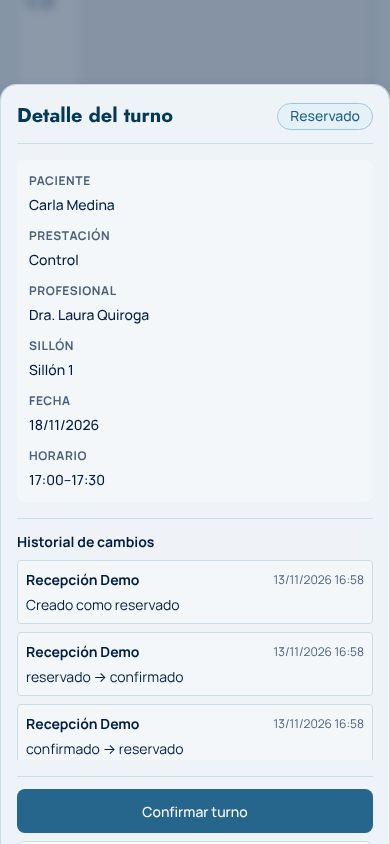 Detalle del turno
Reservado
PACIENTE
Carla Medina
PRESTACIÓN
Control
PROFESIONAL
Dra. Laura Quiroga
SILLÓN
Sillón 1
FECHA
18/11/2026
HORARIO
17:00–17:30
Historial de cambios
Recepción Demo 13/11/2026 16:58
Creado como reservado
Recepción Demo 13/11/2026 16:58
reservado → confirmado
Recepción Demo 13/11/2026 16:58
confirmado → reservado
Confirmar turno